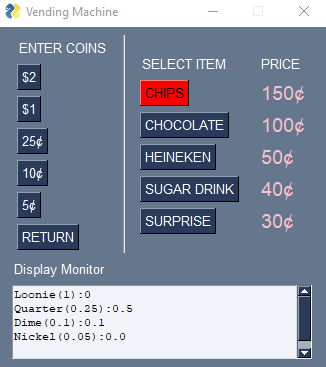 Vending Machine
ENTER COINS
$2
$1
25¢
10¢
5¢
RETURN
SELECT ITEM PRICE
CHIPS 150¢
CHOCOLATE 100¢
HEINEKEN 50¢
SUGAR DRINK 40¢
SURPRISE 30¢
Display Monitor
Loonie(1):0
Quarter(0.25):0.5
Dime(0.1):0.1
Nickel(0.05):0.0